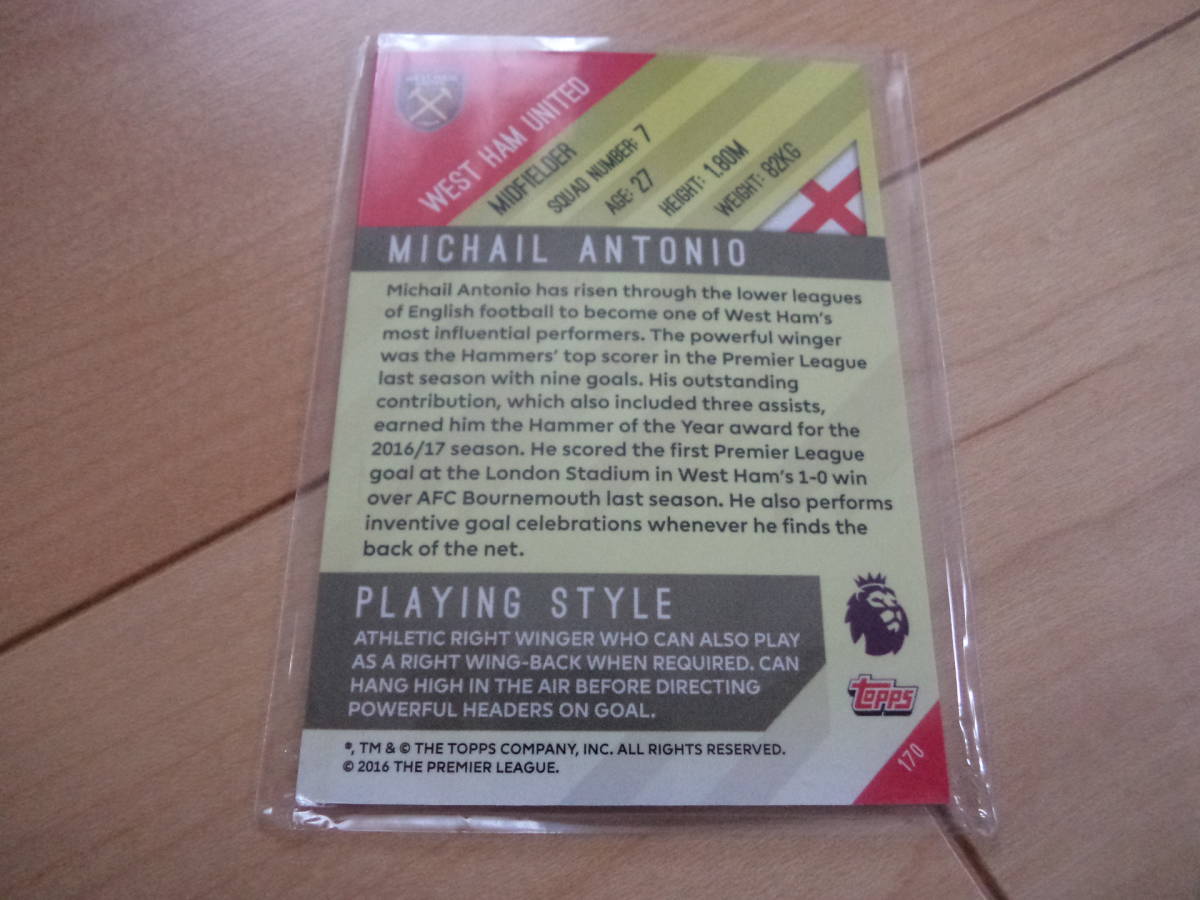 WEST HAM UNITED
MIDFIELDER
SQUAD NUMBER: 7
AGE: 27
HEIGHT: 1.80M
WEIGHT: 82KG
MICHAIL ANTONIO
Michail Antonio has risen through the lower leagues
of English football to become one of West Ham's
most influential performers. The powerful winger
was the Hammers' top scorer in the Premier League
last season with nine goals. His outstanding
contribution, which also included three assists,
earned him the Hammer of the Year award for the
2016/17 season. He scored the first Premier League
goal at the London Stadium in West Ham's 1-0 win
over AFC Bournemouth last season. He also performs
inventive goal celebrations whenever he finds the
back of the net.
PLAYING STYLE
ATHLETIC RIGHT WINGER WHO CAN ALSO PLAY
AS A RIGHT WING-BACK WHEN REQUIRED. CAN
HANG HIGH IN THE AIR BEFORE DIRECTING
POWERFUL HEADERS ON GOAL.
topps
®, TM & © THE TOPPS COMPANY, INC. ALL RIGHTS RESERVED.
© 2016 THE PREMIER LEAGUE.
170